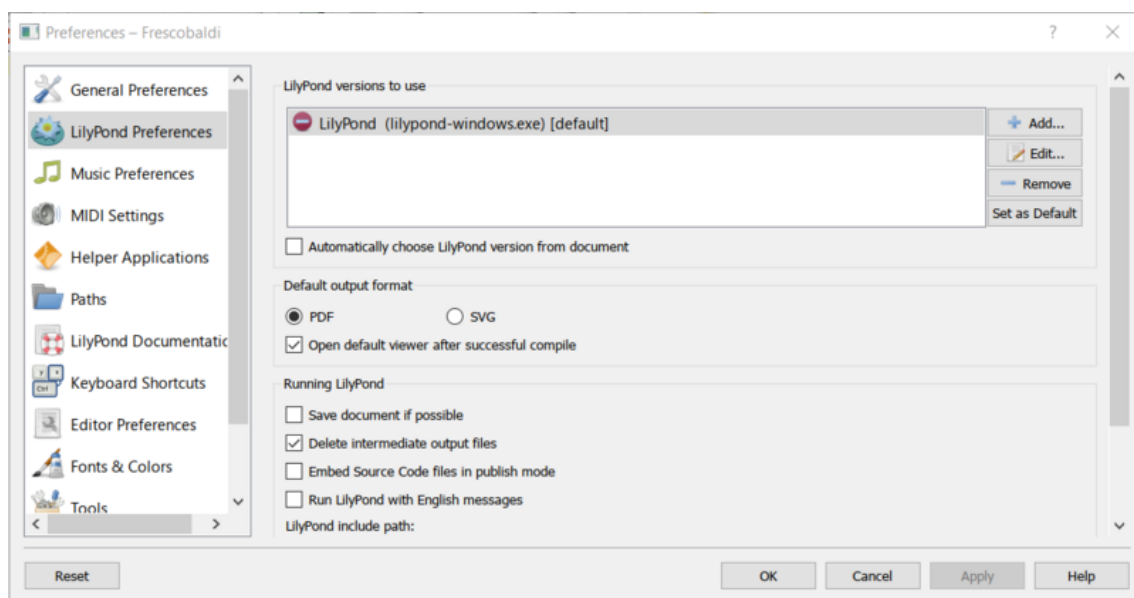 Preferences – Frescobaldi
?
General Preferences
LilyPond Preferences
Music Preferences
MIDI Settings
Helper Applications
Paths
LilyPond Documentatic
Keyboard Shortcuts
Editor Preferences
Fonts & Colors
Tools
LilyPond versions to use
LilyPond (lilypond-windows.exe) [default]
Add...
Edit...
Remove
Set as Default
Automatically choose LilyPond version from document
Default output format
PDF SVG
Open default viewer after successful compile
Running LilyPond
Save document if possible
Delete intermediate output files
Embed Source Code files in publish mode
Run LilyPond with English messages
LilyPond include path:
Reset OK Cancel Apply Help